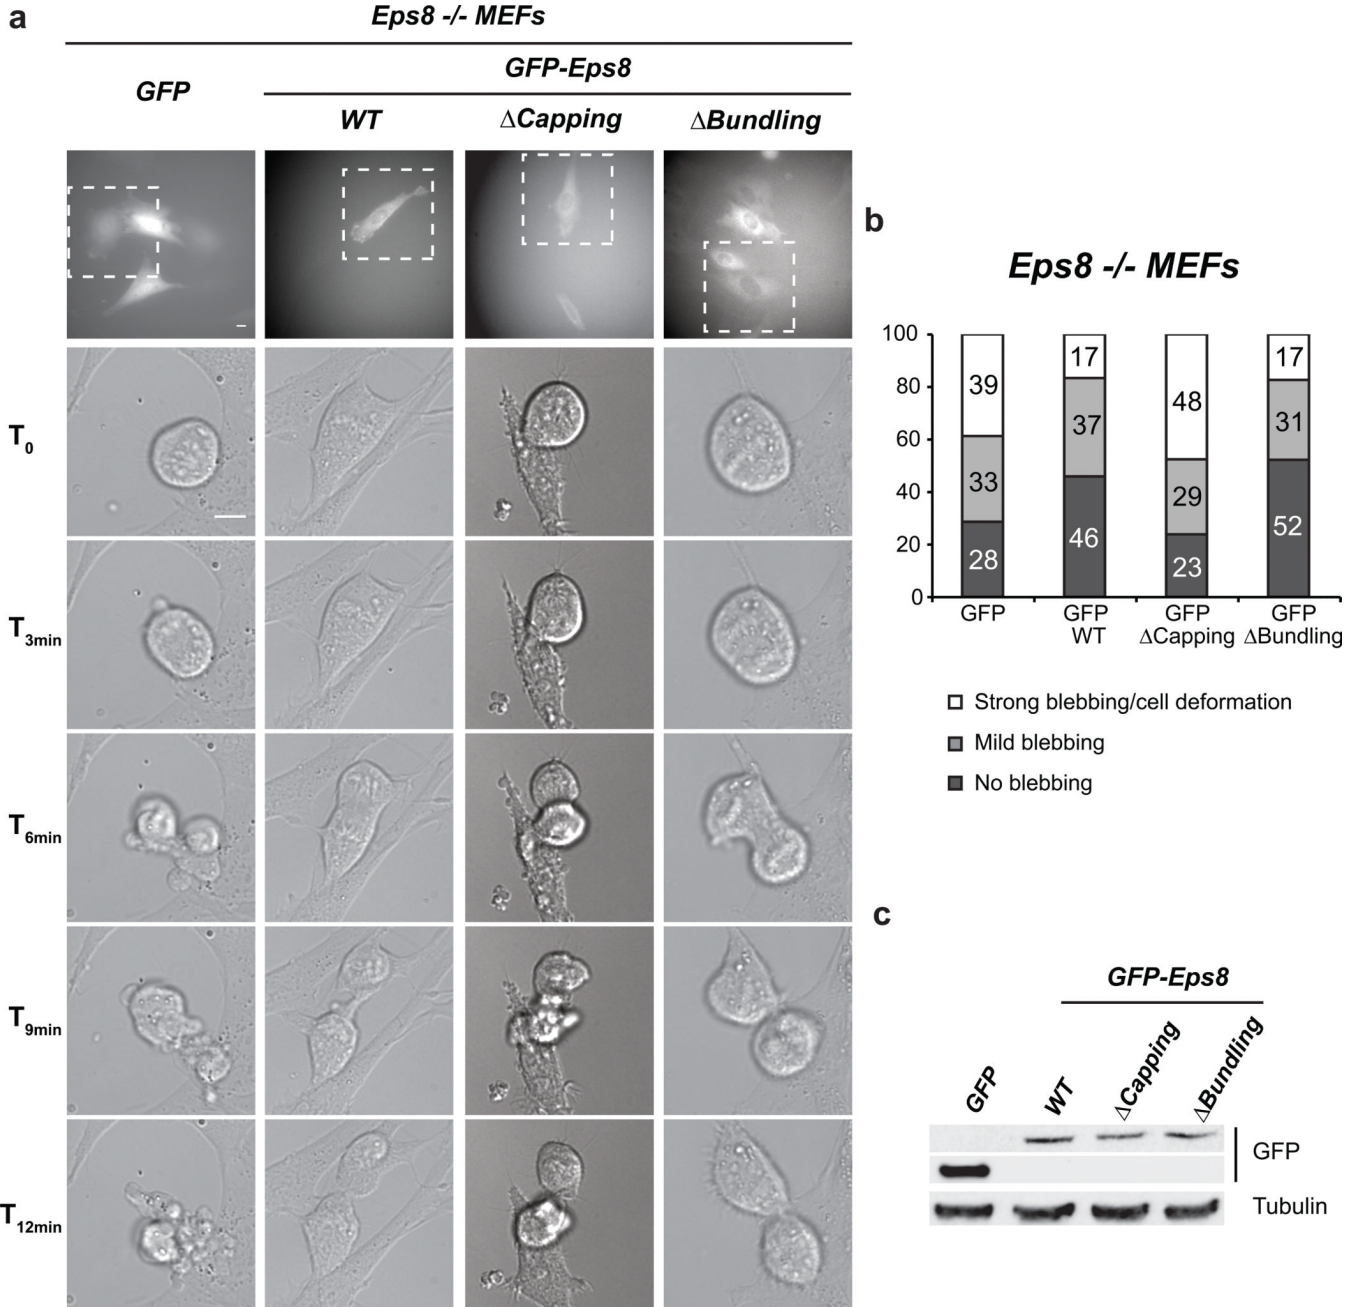 a
Eps8 -/- MEFs
GFP
GFP-Eps8
WT
ΔCapping
ΔBundling
T0
T3min
T6min
T9min
T12min
b
Eps8 -/- MEFs
100
80
60
40
20
0
39
33
28
17
37
46
48
29
23
17
31
52
GFP
GFP
WT
GFP
ΔCapping
GFP
ΔBundling
Strong blebbing/cell deformation
Mild blebbing
No blebbing
c
GFP-Eps8
GFP
WT
ΔCapping
ΔBundling
GFP
Tubulin